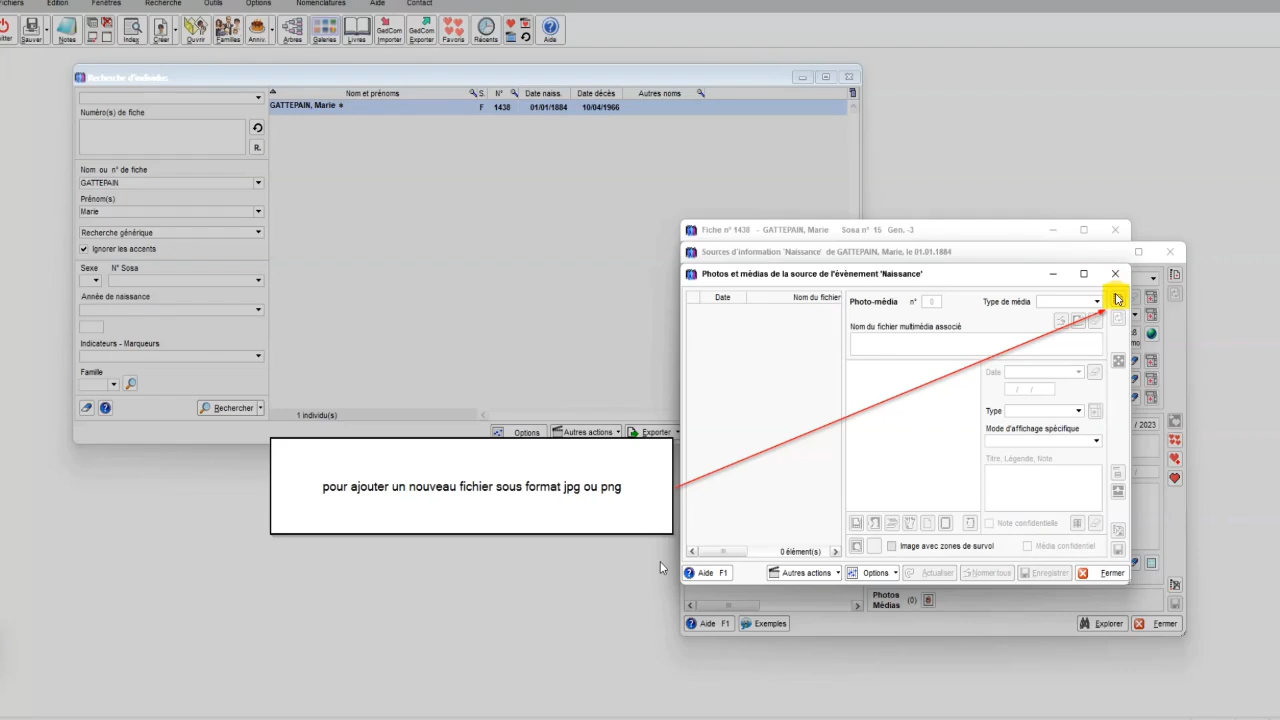 Fichiers Edition Fenêtres Recherche Outils Options Nomenclatures Aide Contact
Sauver Notes Index Créer Ouvrir Familles Anniv. Arbres Galeries Livres GedCom Importer GedCom Exporter Favoris Récents Aide
Recherche d'individus
Nom et prénoms S. N° Date naiss. Date décès Autres noms
GATTEPAIN, Marie * F 1438 01/01/1884 10/04/1966
Numéro(s) de fiche
R.
Nom ou n° de fiche
GATTEPAIN
Prénom(s)
Marie
Recherche générique
Ignorer les accents
Sexe N° Sosa
Année de naissance
Indicateurs - Marqueurs
Famille
Rechercher
1 individu(s)
Options Autres actions Exporter
pour ajouter un nouveau fichier sous format jpg ou png
Fiche n° 1438 - GATTEPAIN, Marie Sosa n° 15 Gen. -3
Sources d'information 'Naissance' de GATTEPAIN, Marie, le 01.01.1884
Photos et médias de la source de l'évènement 'Naissance'
Date Nom du fichier
Photo-média n° 0 Type de média
Nom du fichier multimédia associé
Date
/ /
Type
Mode d'affichage spécifique
Titre, Légende, Note
Note confidentielle
0 élément(s)
Image avec zones de survol Média confidentiel
Aide F1 Autres actions Options Actualiser Normer tous Enregistrer Fermer
/ 2023
Photos
Médias (0)
Aide F1 Exemples Explorer Fermer